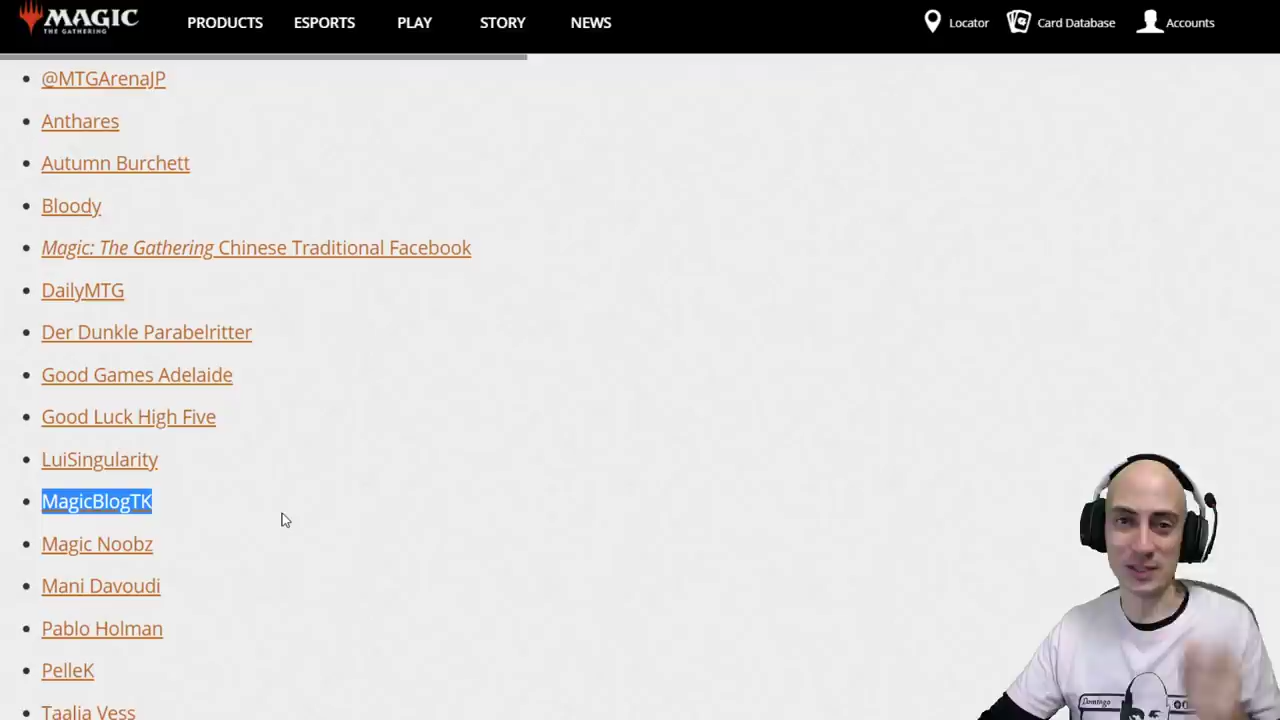 MAGIC
THE GATHERING
PRODUCTS ESPORTS PLAY STORY NEWS Locator Card Database Accounts
@MTGArenaJP
Anthares
Autumn Burchett
Bloody
Magic: The Gathering Chinese Traditional Facebook
DailyMTG
Der Dunkle Parabelritter
Good Games Adelaide
Good Luck High Five
LuiSingularity
MagicBlogTK
Magic Noobz
Mani Davoudi
Pablo Holman
PelleK
Taalia Vess
Domingo